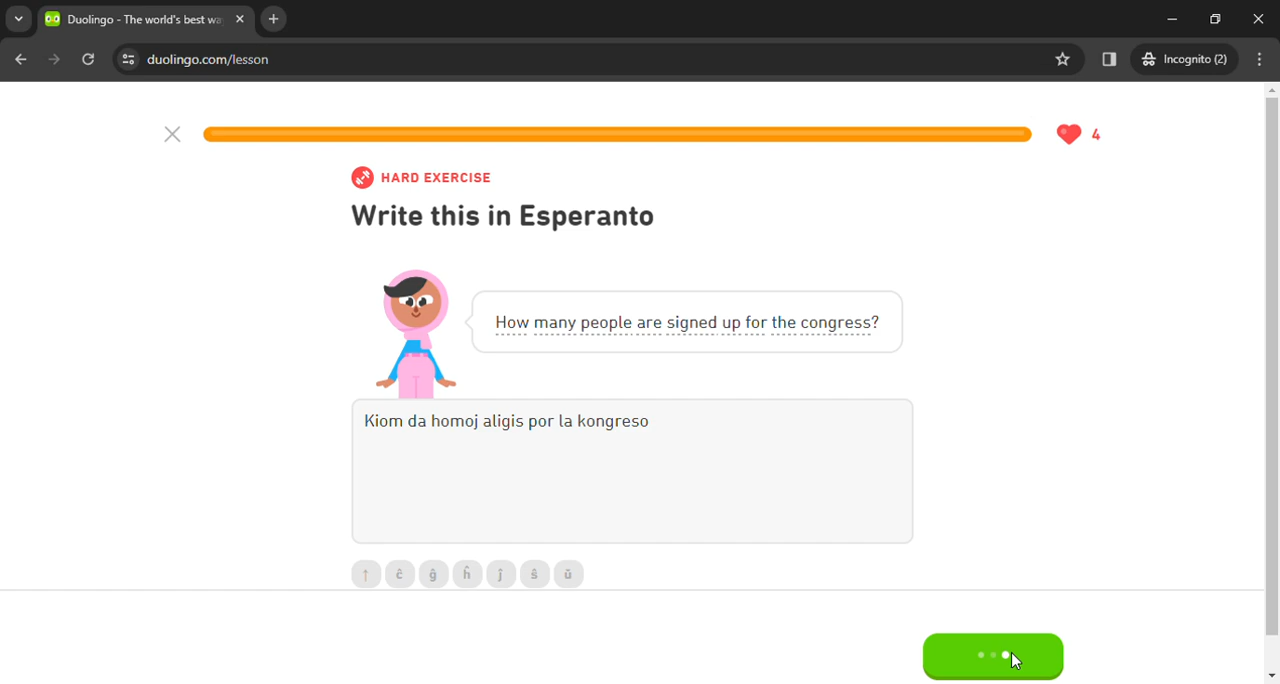 Duolingo - The world's best wa
duolingo.com/lesson
Incognito (2)
4
HARD EXERCISE
Write this in Esperanto
How many people are signed up for the congress?
Kiom da homoj aligis por la kongreso
↑ ĉ ĝ ĥ ĵ ŝ ŭ